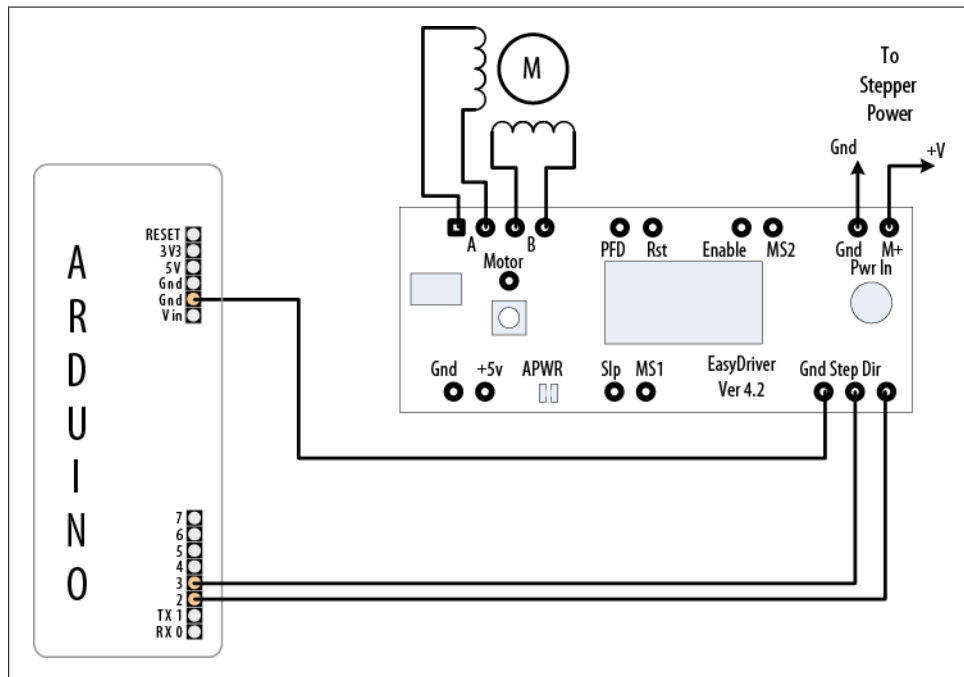 M
To
Stepper
Power
Gnd
+V
A
B
Motor
PFD
Rst
Enable
MS2
Gnd
M+
Pwr In
ARDUINO
RESET
3V3
5V
Gnd
Gnd
Vin
Gnd
+5v
APWR
Slp
MS1
EasyDriver
Ver 4.2
Gnd Step Dir
7
6
5
4
3
2
TX 1
RX 0